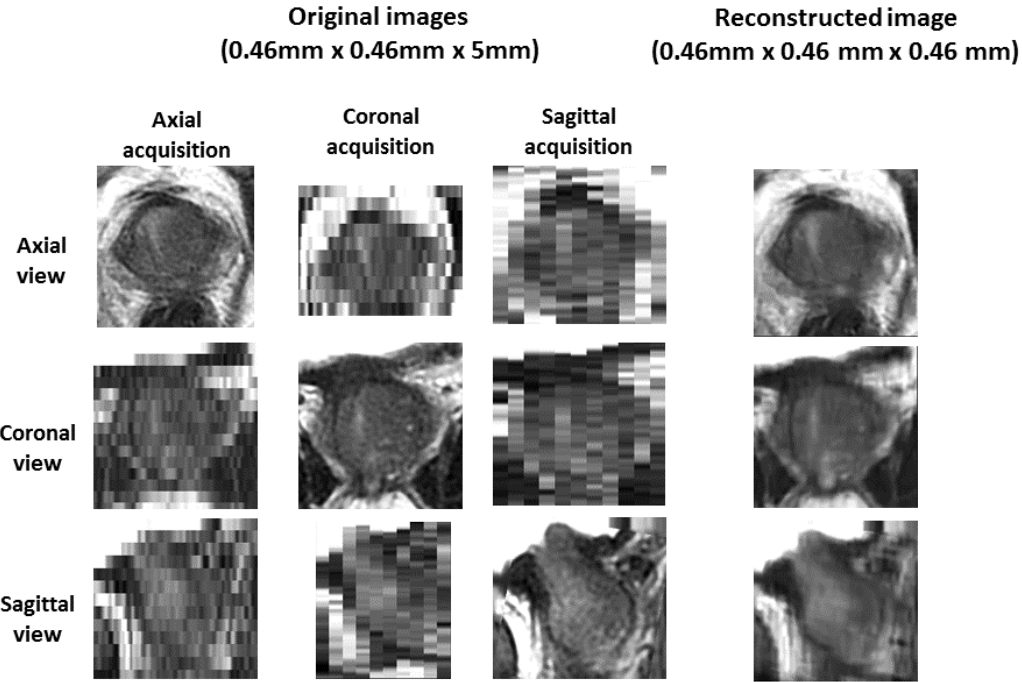 Original images
(0.46mm x 0.46mm x 5mm)
Reconstructed image
(0.46mm x 0.46 mm x 0.46 mm)
Axial
acquisition
Coronal
acquisition
Sagittal
acquisition
Axial
view
Coronal
view
Sagittal
view